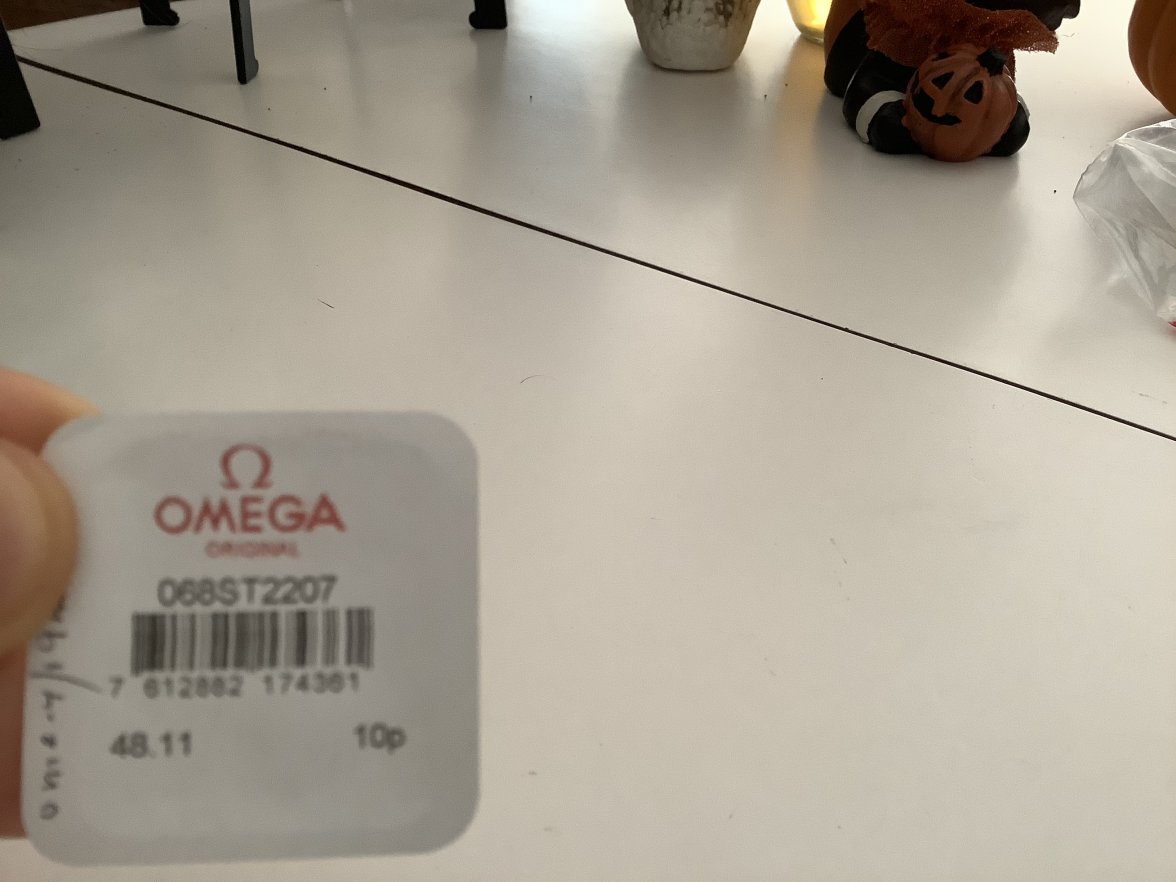 Ω
OMEGA
ORIGINAL
068ST2207
7 612882 174361
48.11 10p